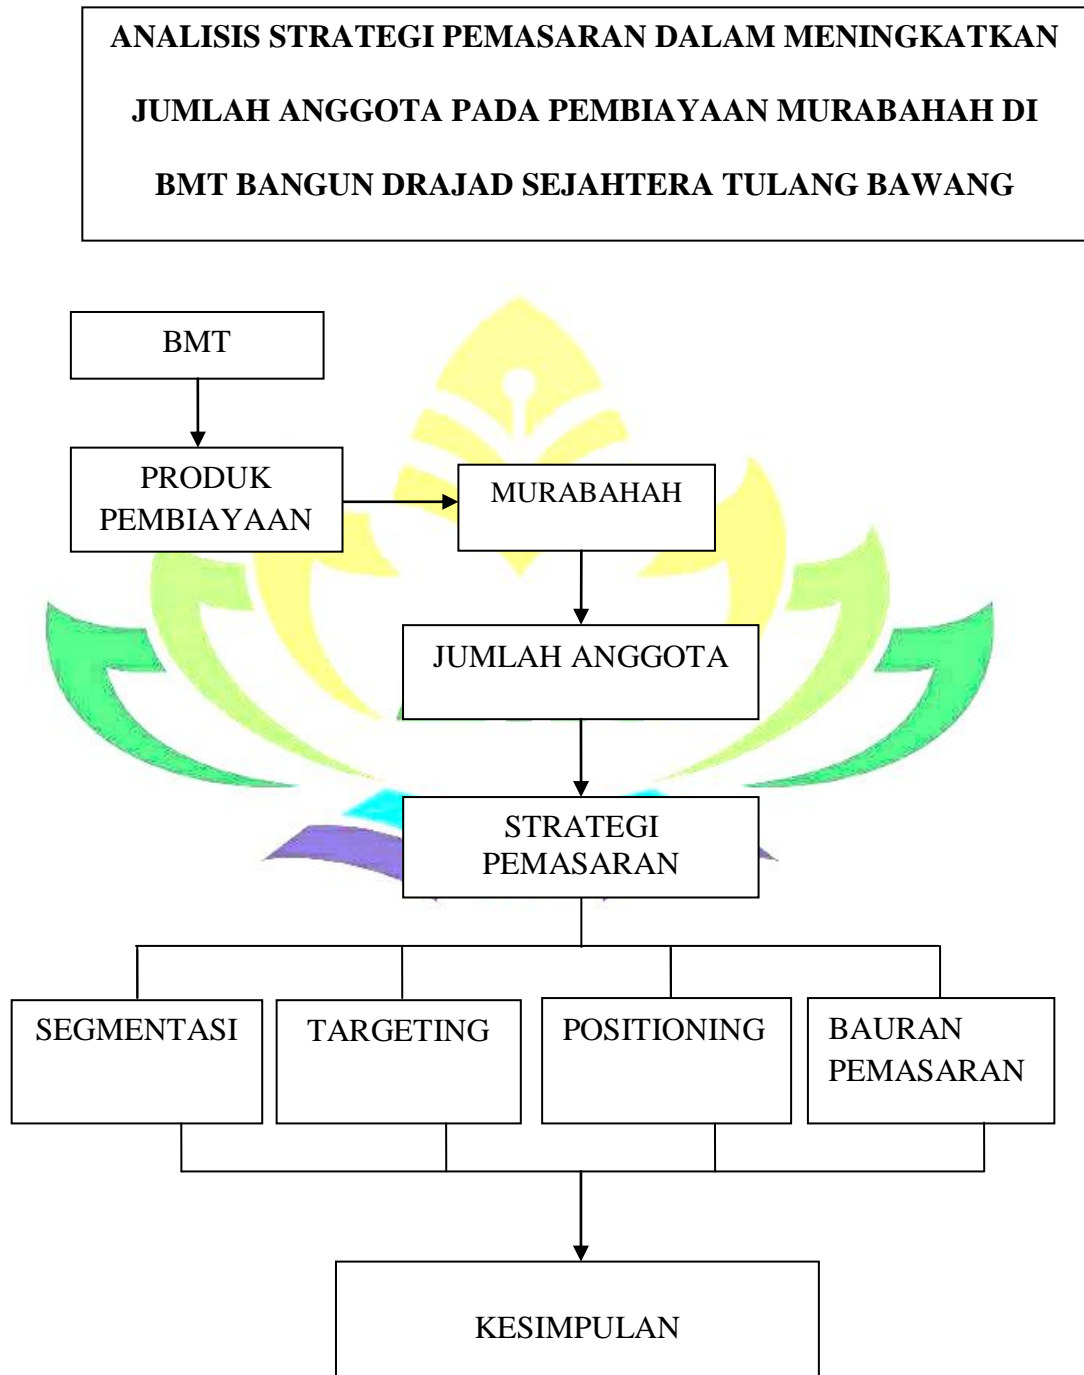 ANALISIS STRATEGI PEMASARAN DALAM MENINGKATKAN
JUMLAH ANGGOTA PADA PEMBIAYAAN MURABAHAH DI
BMT BANGUN DRAJAD SEJAHTERA TULANG BAWANG
BMT
PRODUK
PEMBIAYAAN
MURABAHAH
JUMLAH ANGGOTA
STRATEGI
PEMASARAN
SEGMENTASI
TARGETING
POSITIONING
BAURAN
PEMASARAN
KESIMPULAN